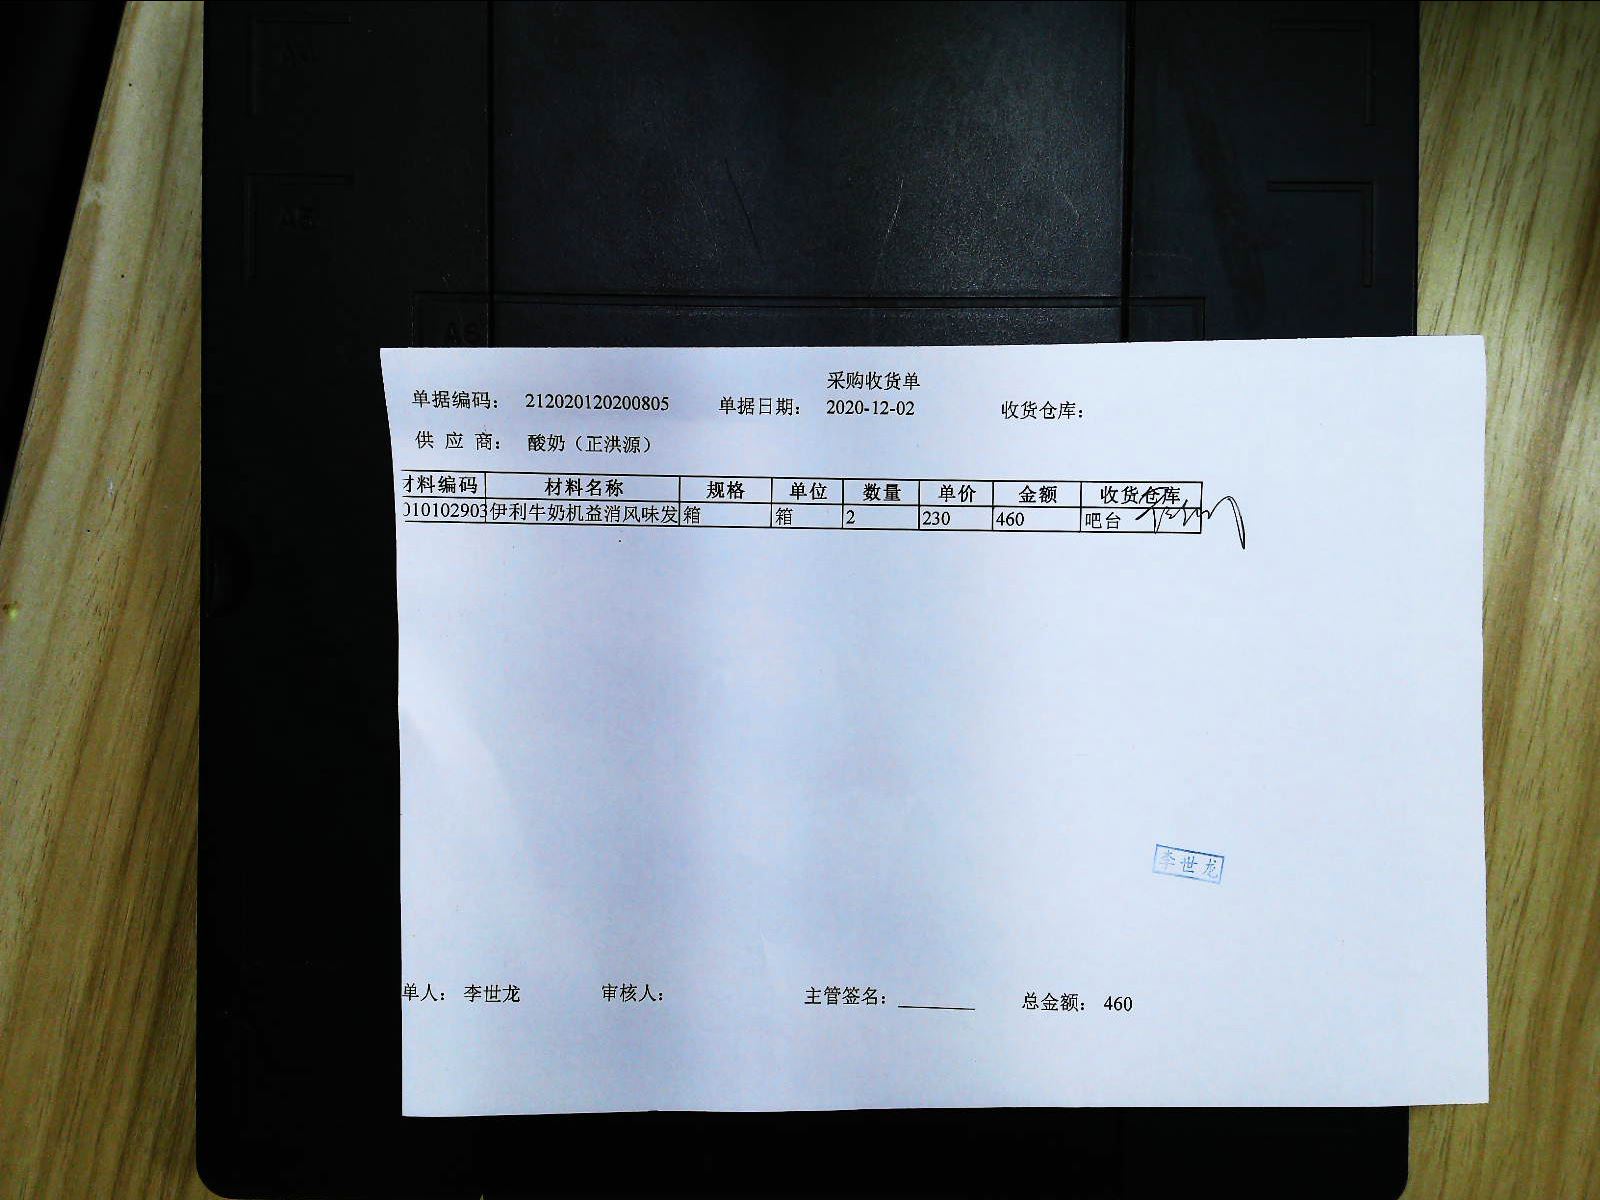 采购收货单
单据编码： 212020120200805 单据日期： 2020-12-02 收货仓库：
供 应 商： 酸奶（正洪源）
材料编码 材料名称 规格 单位 数量 单价 金额 收货仓库
010102903 伊利牛奶机益消风味发 箱 箱 2 230 460 吧台
李世龙
单人： 李世龙 审核人： 主管签名： 总金额： 460